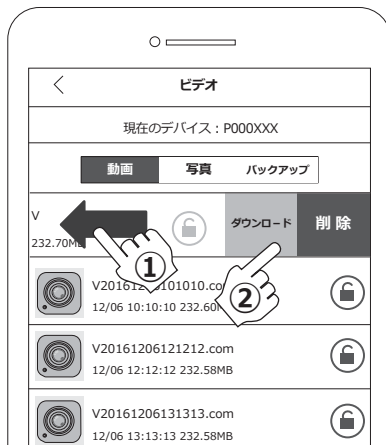 ビデオ
現在のデバイス：P000XXX
動画 写真 バックアップ
V
232.70MB
ダウンロード 削除
①
②
12/06 10:10:10 232.60M
V20161206121212.com
12/06 12:12:12 232.58MB
V20161206131313.com
12/06 13:13:13 232.58MB